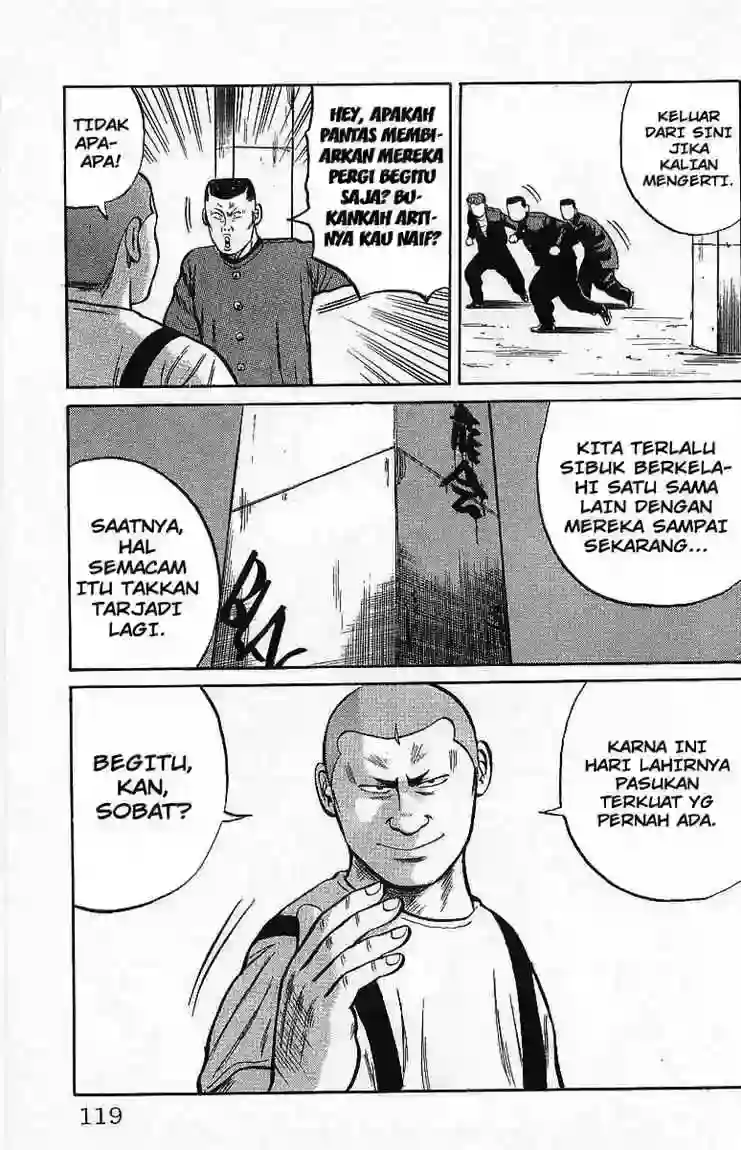 KELUAR
DARI SINI
JIKA
KALIAN
MENGERTI.
HEY, APAKAH
PANTAS MEMBI-
ARKAN MEREKA
PERGI BEGITU
SAJA? BU-
KANKAH ARTI-
NYA KAU NAIF?
TIDAK
APA-
APA!
KITA TERLALU
SIBUK BERKELA-
HI SATU SAMA
LAIN DENGAN
MEREKA SAMPAI
SEKARANG...
SAATNYA,
HAL
SEMACAM
ITU TAKKAN
TARJADI
LAGI.
KARNA INI
HARI LAHIRNYA
PASUKAN
TERKUAT YG
PERNAH ADA.
BEGITU,
KAN,
SOBAT?
119